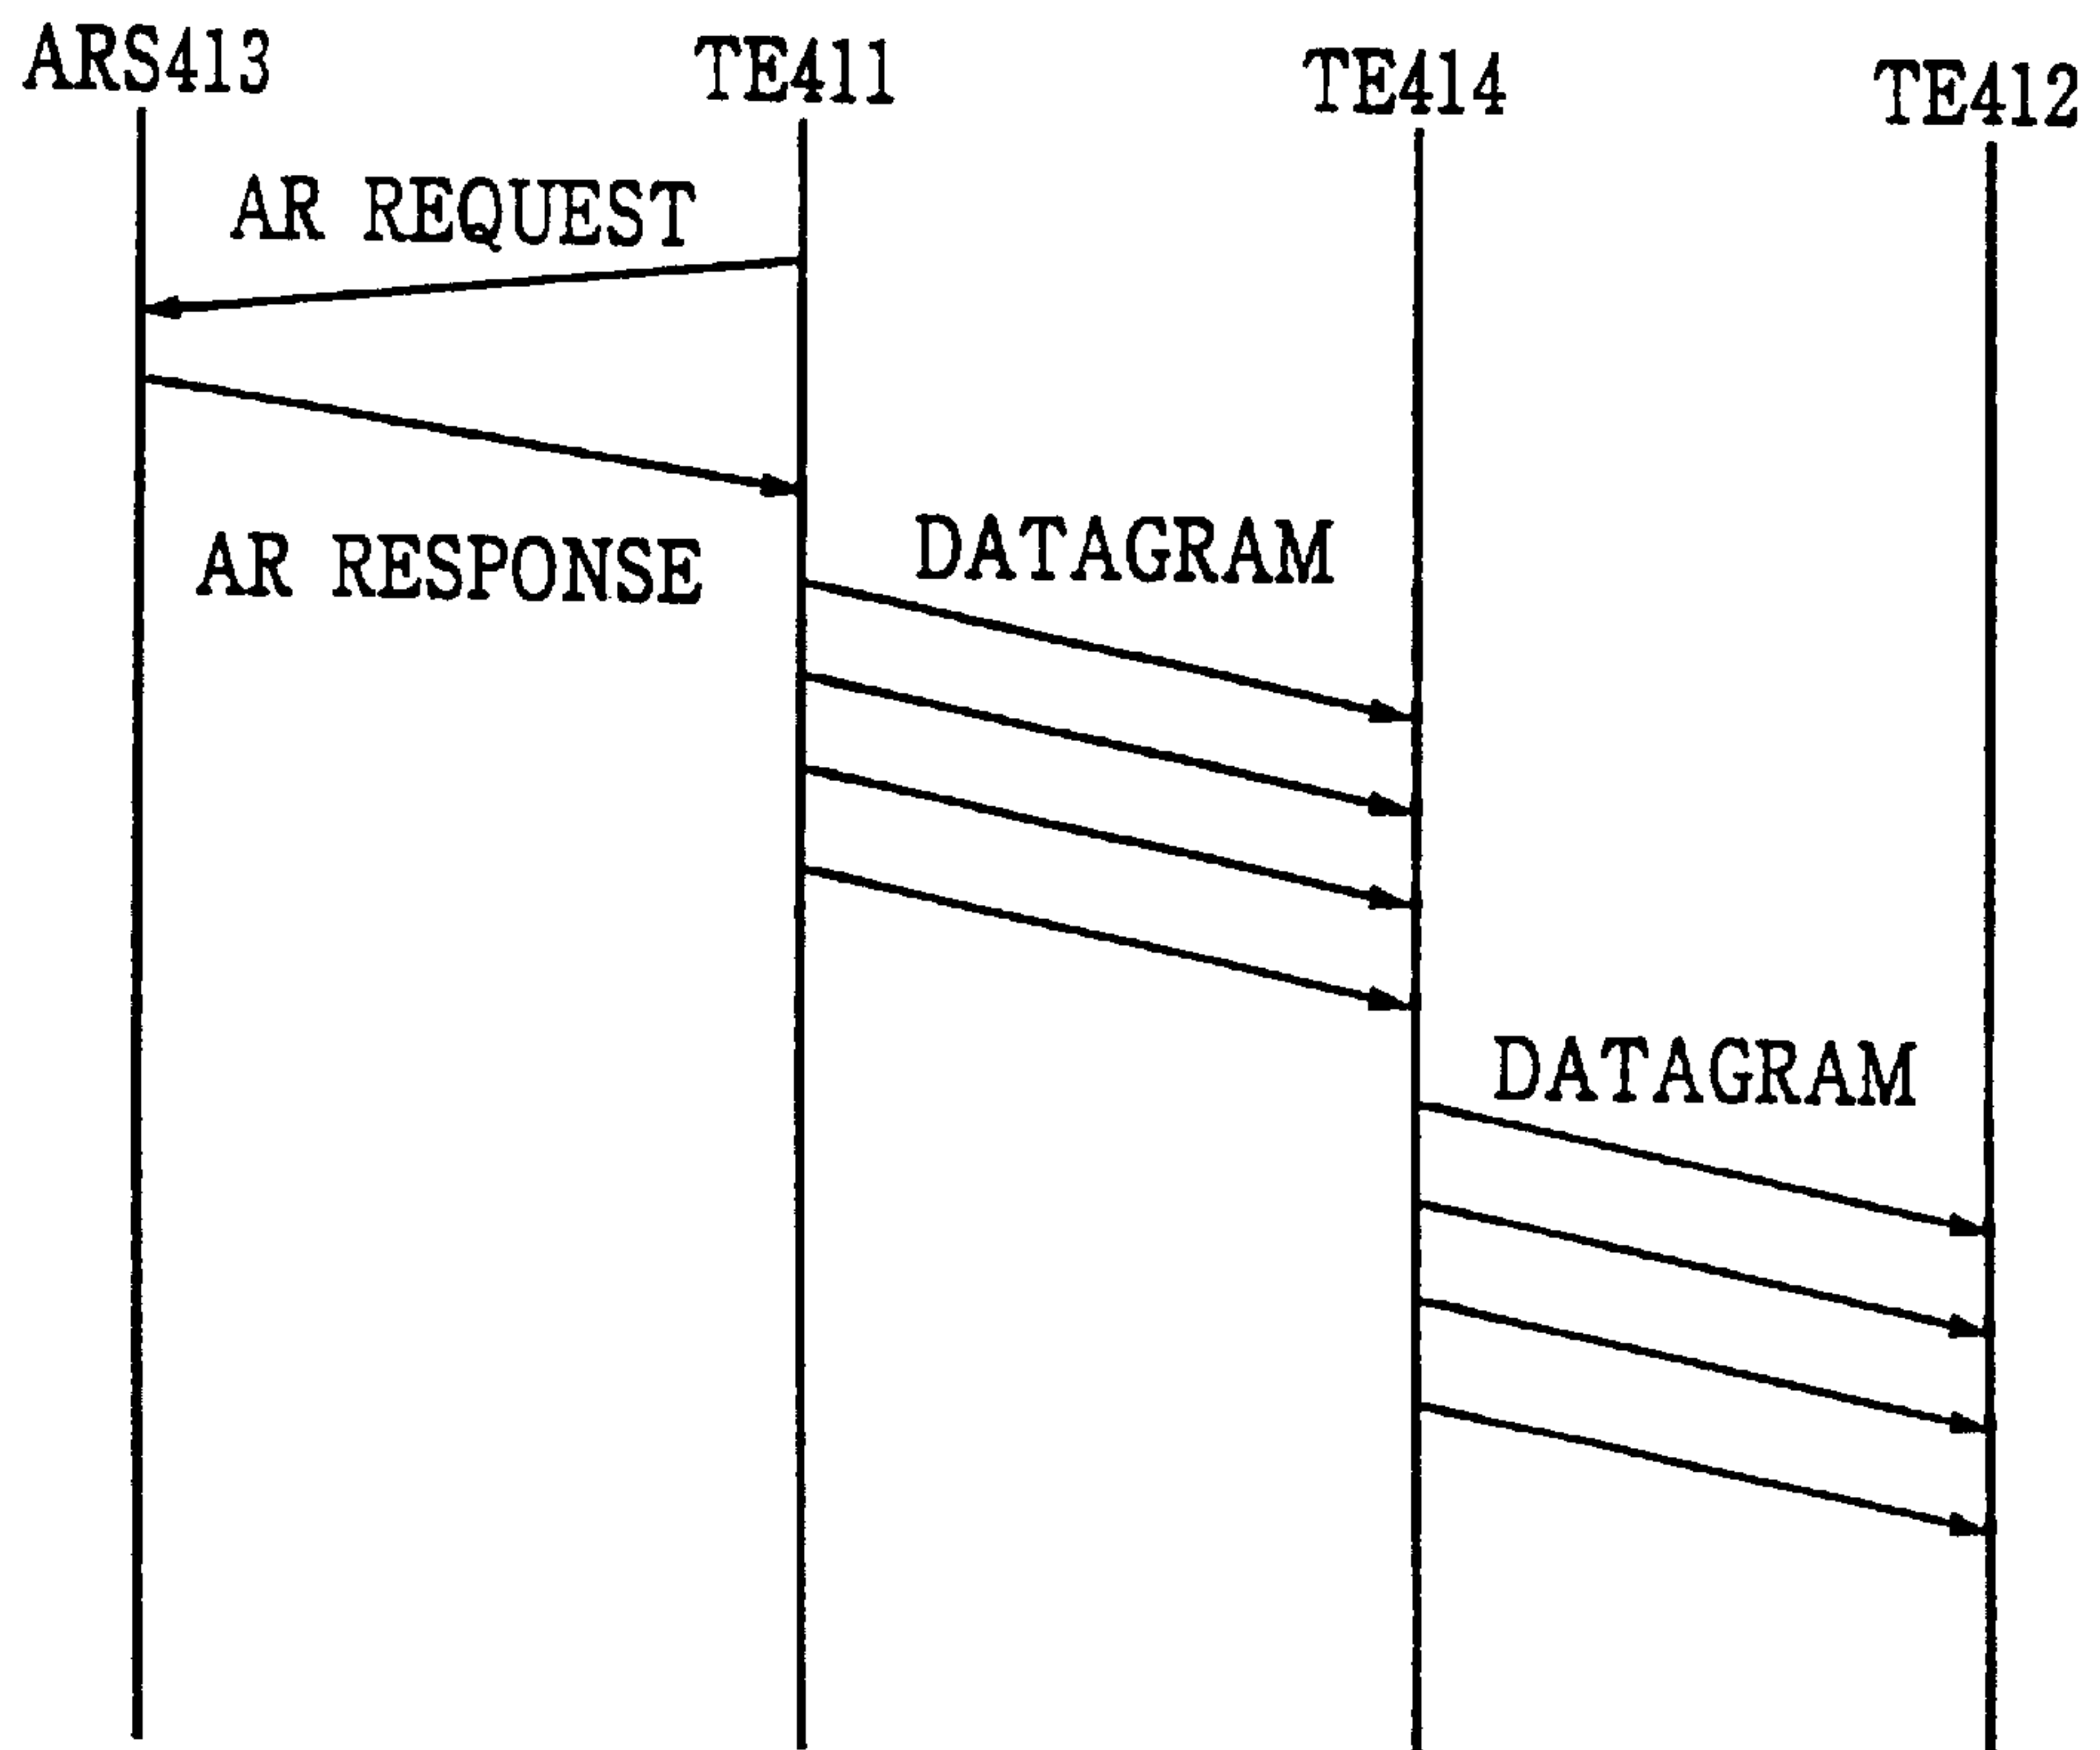 ARS413
TE411
TE414
TE412
AR REQUEST
AR RESPONSE
DATAGRAM
DATAGRAM